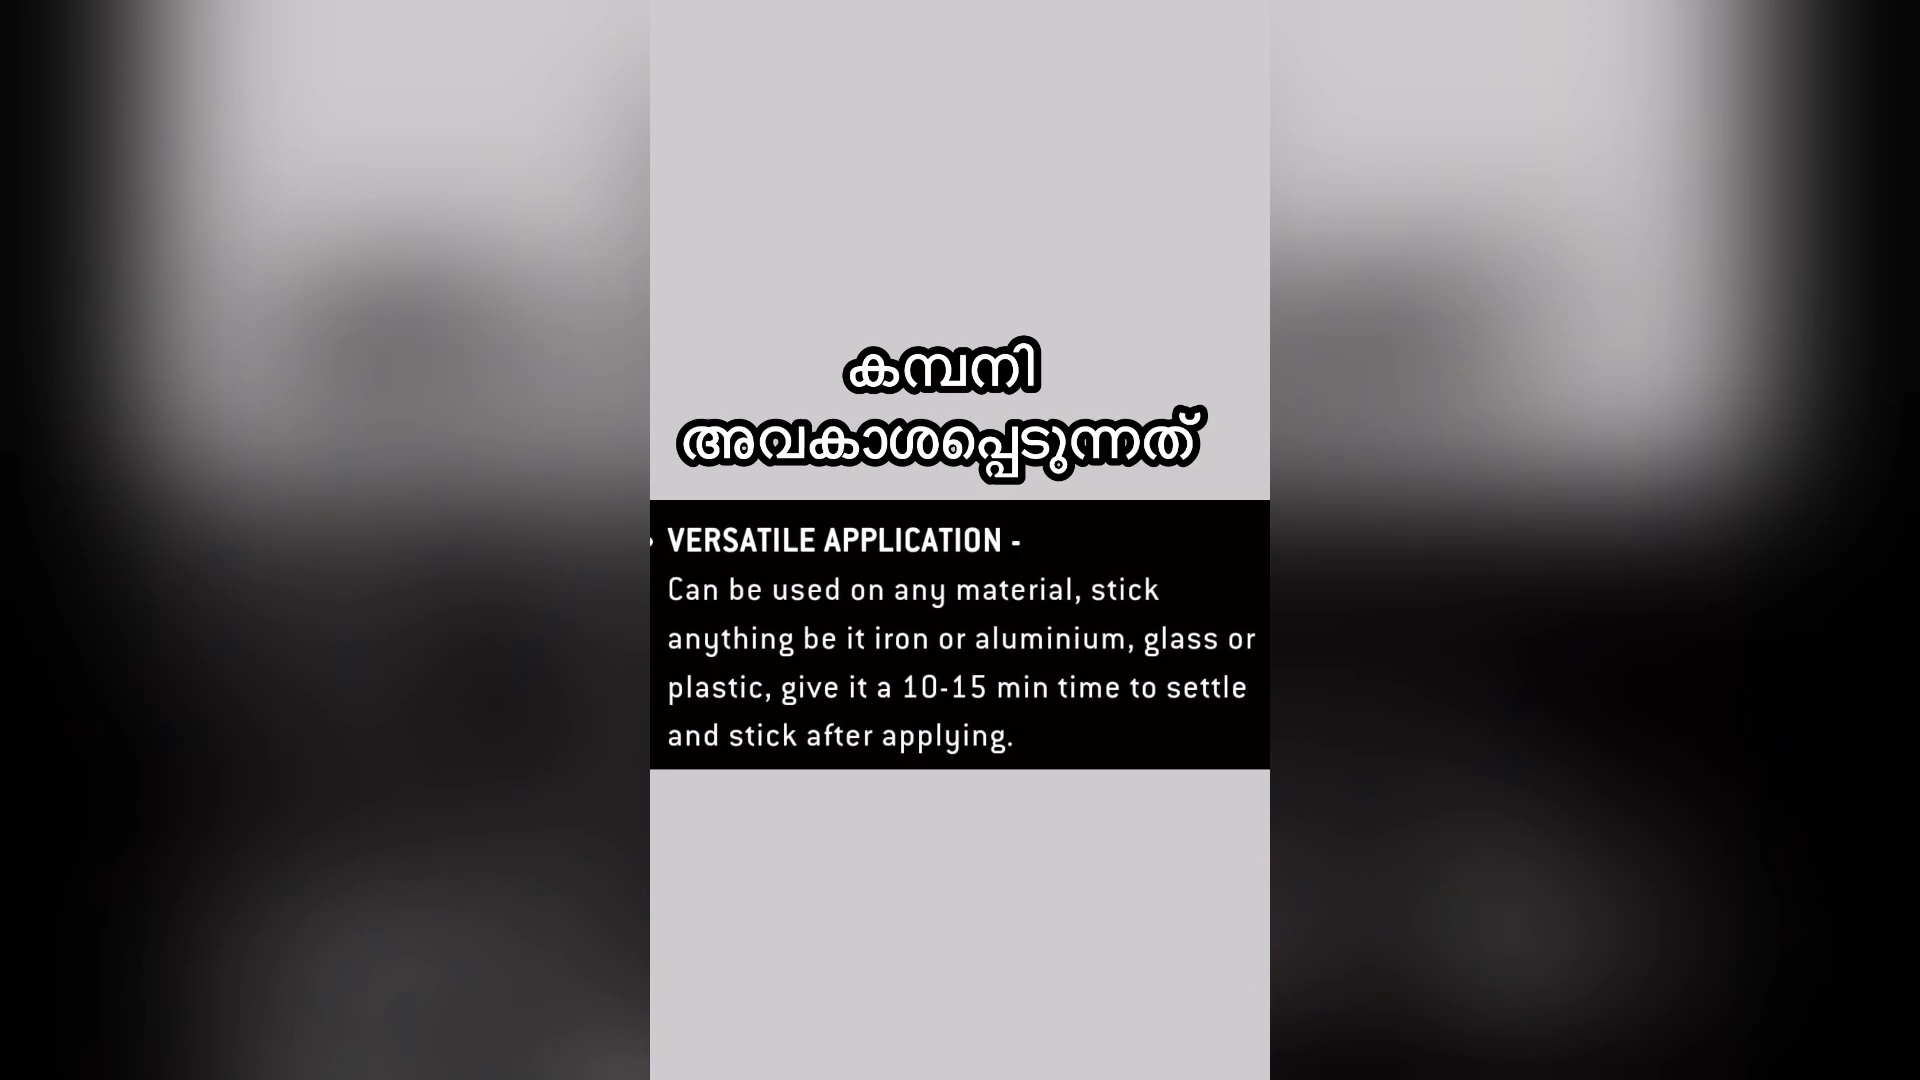 കമ്പനി
അവകാശപ്പെടുന്നത്
VERSATILE APPLICATION -
Can be used on any material, stick
anything be it iron or aluminium, glass or
plastic, give it a 10-15 min time to settle
and stick after applying.